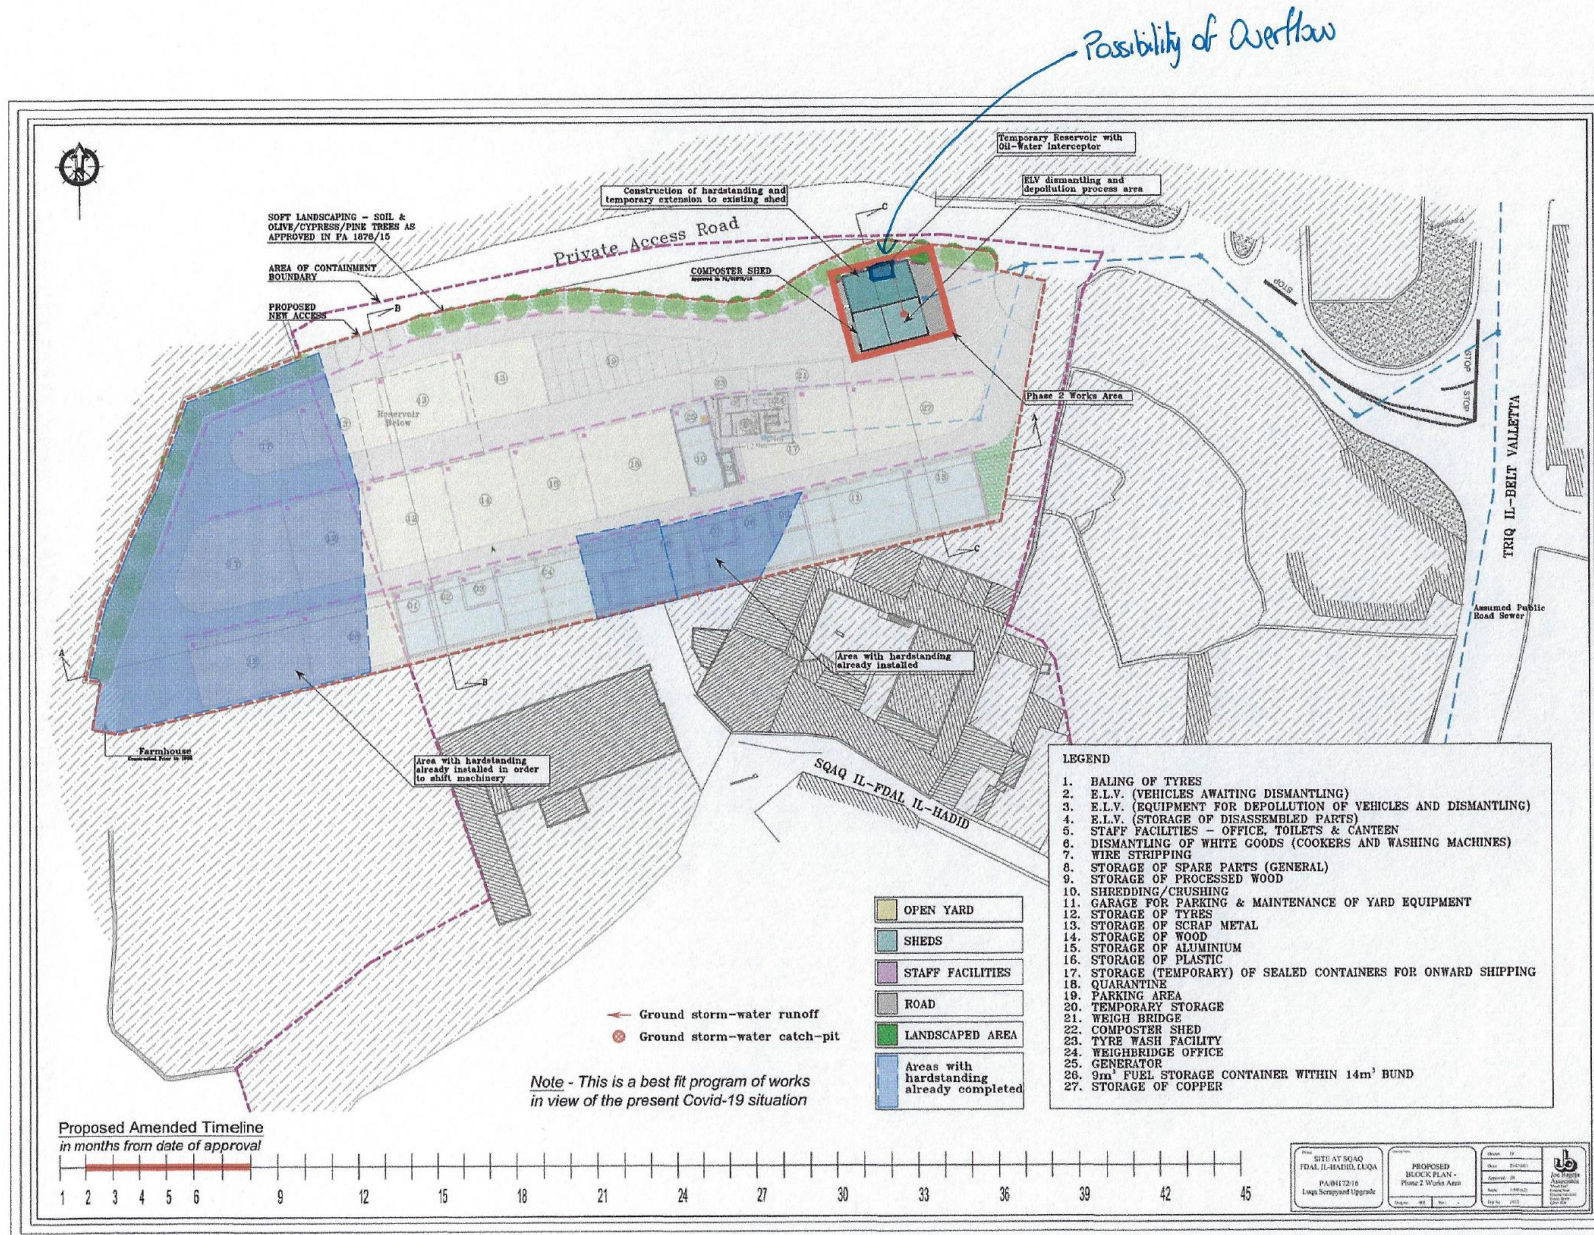 Possibility of Overflow
Temporary Reservoir with
Oil-Water Interceptor
ELV dismantling and
depollution process area
Construction of hardstanding and
temporary extension to existing shed
SOFT LANDSCAPING - SOIL &
OLIVE/CYPRESS/PINE TREES AS
APPROVED IN PA 1876/15
Private Access Road
AREA OF CONTAINMENT
BOUNDARY
COMPOSTER SHED
PROPOSED
NEW ACCESS
C
B
A
Reservoir
Below
Phase 2 Works Area
STOP
STOP
STOP
TRIQ IL-BELT VALLETTA
Assumed Public
Road Sewer
A
C
B
Area with hardstanding
already installed
Farmhouse
Area with hardstanding
already installed in order
to shift machinery
SQAQ IL-FDAL IL-HADID
LEGEND
1. BALING OF TYRES
2. E.L.V. (VEHICLES AWAITING DISMANTLING)
3. E.L.V. (EQUIPMENT FOR DEPOLLUTION OF VEHICLES AND DISMANTLING)
4. E.L.V. (STORAGE OF DISASSEMBLED PARTS)
5. STAFF FACILITIES - OFFICE, TOILETS & CANTEEN
6. DISMANTLING OF WHITE GOODS (COOKERS AND WASHING MACHINES)
7. WIRE STRIPPING
8. STORAGE OF SPARE PARTS (GENERAL)
9. STORAGE OF PROCESSED WOOD
10. SHREDDING/CRUSHING
11. GARAGE FOR PARKING & MAINTENANCE OF YARD EQUIPMENT
12. STORAGE OF TYRES
13. STORAGE OF SCRAP METAL
14. STORAGE OF WOOD
15. STORAGE OF ALUMINIUM
16. STORAGE OF PLASTIC
17. STORAGE (TEMPORARY) OF SEALED CONTAINERS FOR ONWARD SHIPPING
18. QUARANTINE
19. PARKING AREA
20. TEMPORARY STORAGE
21. WEIGH BRIDGE
22. COMPOSTER SHED
23. TYRE WASH FACILITY
24. WEIGHBRIDGE OFFICE
25. GENERATOR
26. 9m³ FUEL STORAGE CONTAINER WITHIN 14m³ BUND
27. STORAGE OF COPPER
OPEN YARD
SHEDS
STAFF FACILITIES
ROAD
LANDSCAPED AREA
Areas with
hardstanding
already completed
Ground storm-water runoff
Ground storm-water catch-pit
Note - This is a best fit program of works
in view of the present Covid-19 situation
Proposed Amended Timeline
in months from date of approval
1 2 3 4 5 6 9 12 15 18 21 24 27 30 33 36 39 42 45
SITE AT SQAQ
FDAL IL-HADID, LUQA
PA/04172/16
Luqa Scrapyard Upgrade
PROPOSED
BLOCK PLAN -
Phase 2 Works Area